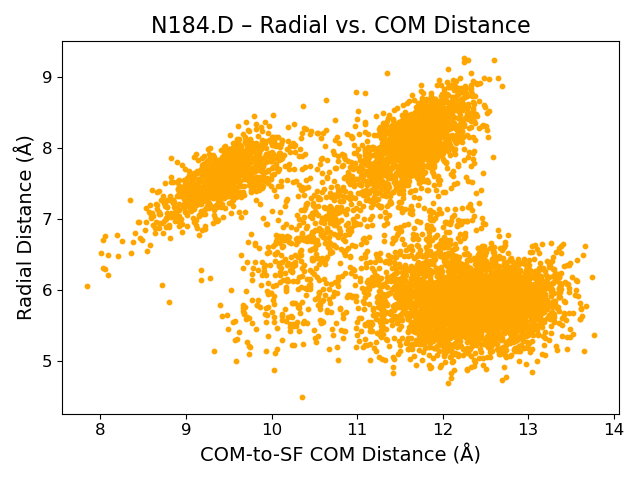 N184.D – Radial vs. COM Distance
Radial Distance (Å)
9
8
7
6
5
8 9 10 11 12 13 14
COM-to-SF COM Distance (Å)